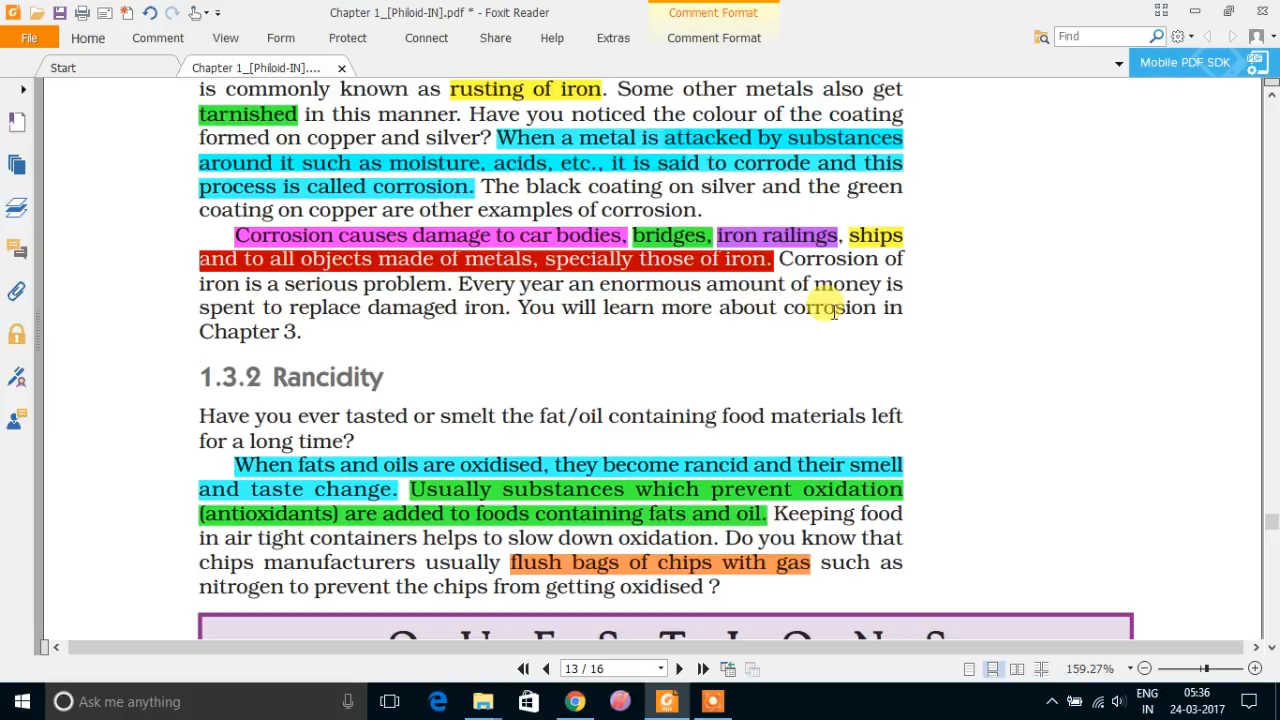 Chapter 1_[Philoid-IN].pdf * - Foxit Reader
Comment Format
File
Home
Comment
View
Form
Protect
Connect
Share
Help
Extras
Comment Format
Find
Start
Chapter 1_[Philoid-IN]....
Mobile PDF SDK
PDF
is commonly known as rusting of iron. Some other metals also get
tarnished in this manner. Have you noticed the colour of the coating
formed on copper and silver? When a metal is attacked by substances
around it such as moisture, acids, etc., it is said to corrode and this
process is called corrosion. The black coating on silver and the green
coating on copper are other examples of corrosion.
Corrosion causes damage to car bodies, bridges, iron railings, ships
and to all objects made of metals, specially those of iron. Corrosion of
iron is a serious problem. Every year an enormous amount of money is
spent to replace damaged iron. You will learn more about corrosion in
Chapter 3.
1.3.2 Rancidity
Have you ever tasted or smelt the fat/oil containing food materials left
for a long time?
When fats and oils are oxidised, they become rancid and their smell
and taste change. Usually substances which prevent oxidation
(antioxidants) are added to foods containing fats and oil. Keeping food
in air tight containers helps to slow down oxidation. Do you know that
chips manufacturers usually flush bags of chips with gas such as
nitrogen to prevent the chips from getting oxidised ?
QUESTIONS
13 / 16
159.27%
Ask me anything
ENG
IN
05:36
24-03-2017